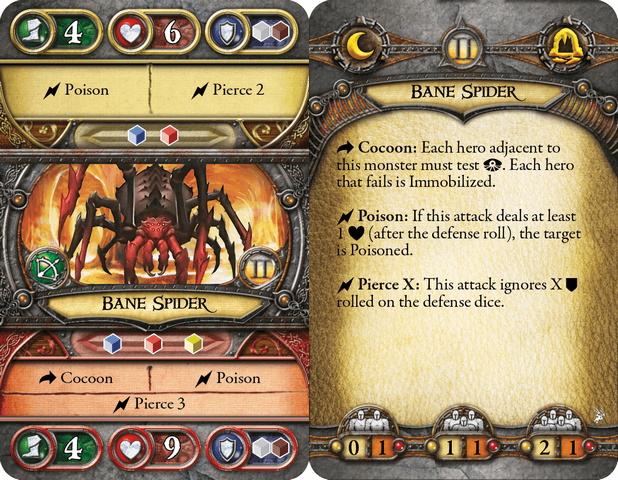 4 6
Poison Pierce 2
II
BANE SPIDER
Cocoon Poison
Pierce 3
4 9
II
BANE SPIDER
Cocoon: Each hero adjacent to
this monster must test . Each hero
that fails is Immobilized.
Poison: If this attack deals at least
1 (after the defense roll), the target
is Poisoned.
Pierce X: This attack ignores X
rolled on the defense dice.
0 1 1 1 2 1